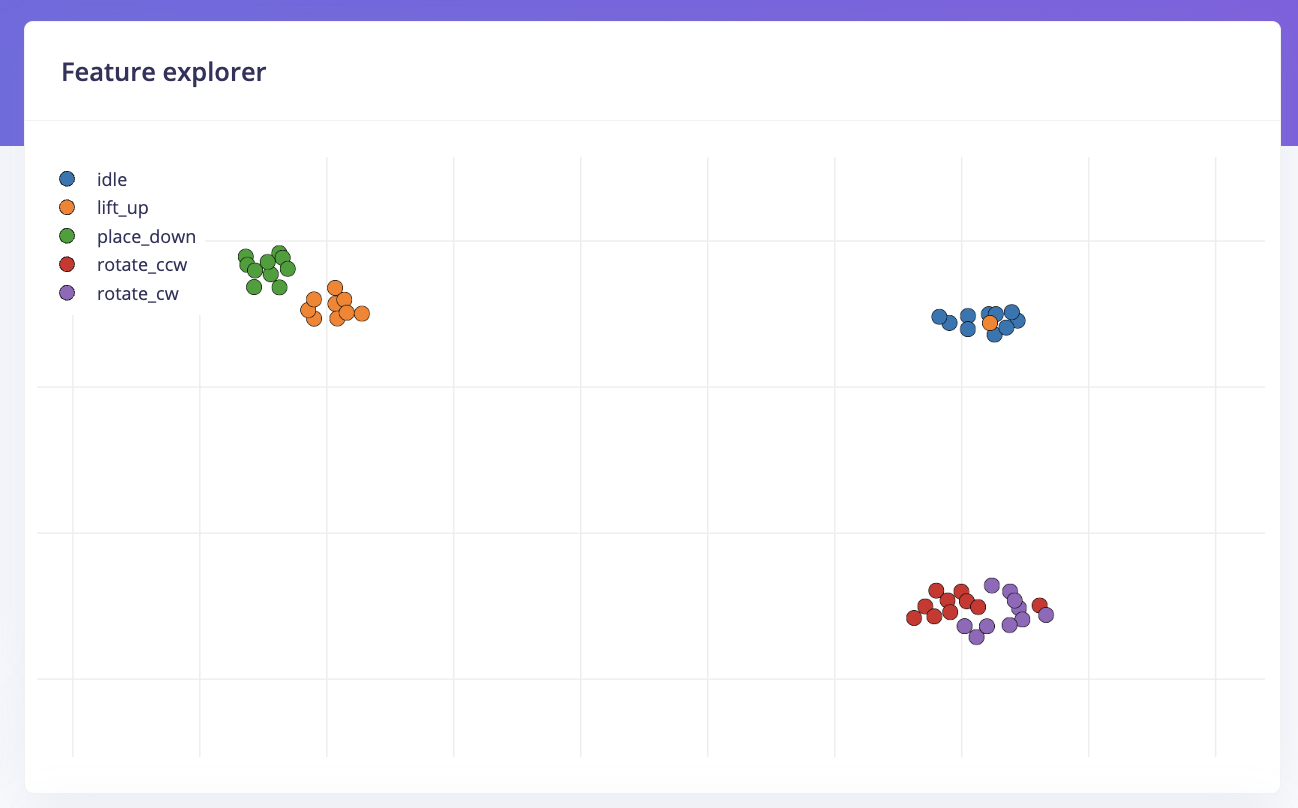 Feature explorer
idle
lift_up
place_down
rotate_ccw
rotate_cw